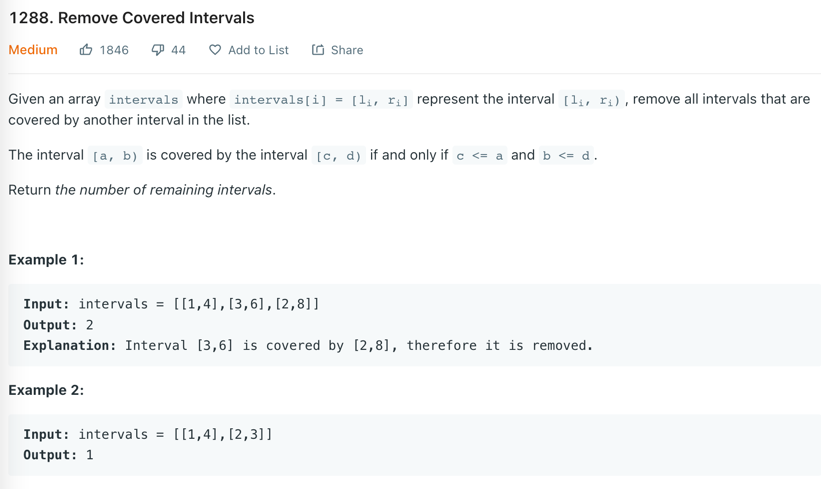 1288. Remove Covered Intervals
Medium 1846 44 Add to List Share
Given an array intervals where intervals[i] = [lᵢ, rᵢ] represent the interval [lᵢ, rᵢ), remove all intervals that are
covered by another interval in the list.
The interval [a, b) is covered by the interval [c, d) if and only if c <= a and b <= d.
Return the number of remaining intervals.
Example 1:
Input: intervals = [[1,4],[3,6],[2,8]]
Output: 2
Explanation: Interval [3,6] is covered by [2,8], therefore it is removed.
Example 2:
Input: intervals = [[1,4],[2,3]]
Output: 1